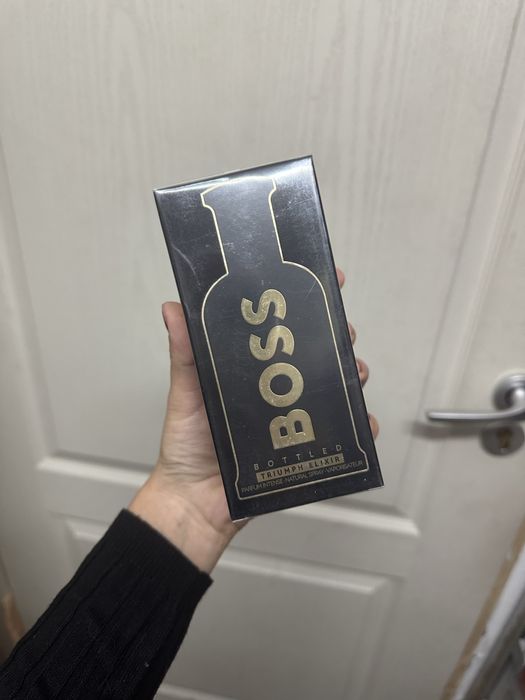 BOSS
BOTTLED
TRIUMPH ELIXIR
PARFUM INTENSE·NATURAL SPRAY·VAPORISATEUR